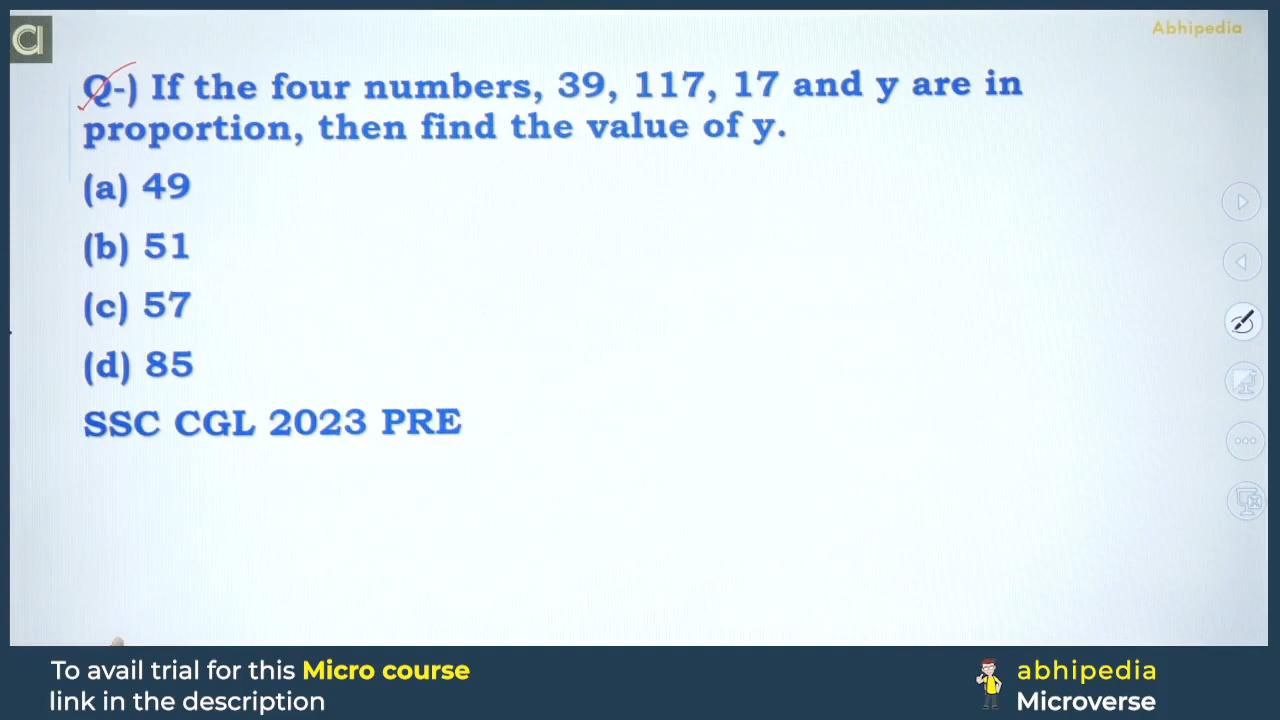 a
Abhipedia
Q-) If the four numbers, 39, 117, 17 and y are in
proportion, then find the value of y.
(a) 49
(b) 51
(c) 57
(d) 85
SSC CGL 2023 PRE
To avail trial for this Micro course
link in the description
abhipedia
Microverse